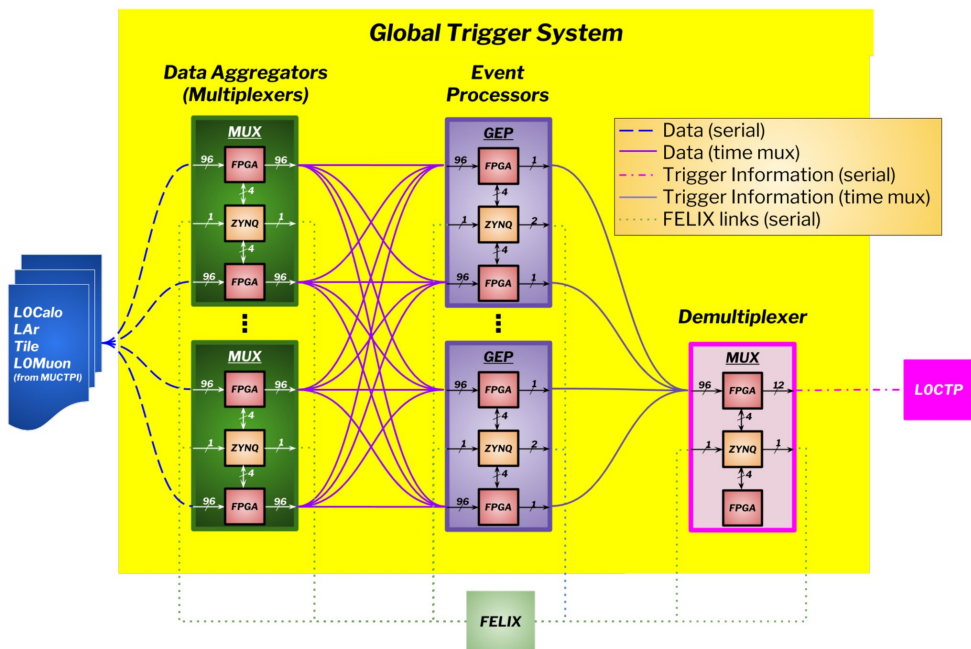 Global Trigger System
Data Aggregators
(Multiplexers)
Event
Processors
MUX
96
FPGA
96
4
1
ZYNQ
1
4
96
FPGA
96
MUX
96
FPGA
96
4
1
ZYNQ
1
4
96
FPGA
96
GEP
96
FPGA
1
4
1
ZYNQ
2
4
96
FPGA
1
GEP
96
FPGA
1
4
1
ZYNQ
2
4
96
FPGA
1
Data (serial)
Data (time mux)
Trigger Information (serial)
Trigger Information (time mux)
FELIX links (serial)
L0Calo
LAr
Tile
L0Muon
(from MUCTPI)
Demultiplexer
MUX
96
FPGA
12
4
1
ZYNQ
1
4
FPGA
L0CTP
FELIX